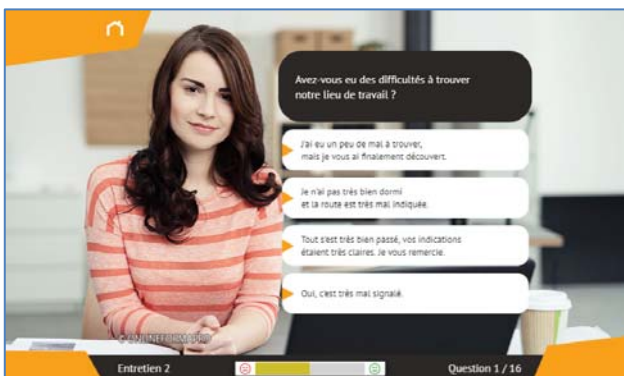 Avez-vous eu des difficultés à trouver
notre lieu de travail ?
J'ai eu un peu de mal à trouver,
mais je vous ai finalement découvert.
Je n'ai pas très bien dormi
et la route est très mal indiquée.
Tout s'est très bien passé, vos indications
étaient très claires. Je vous remercie.
Oui, c'est très mal signalé.
Entretien 2
Question 1 / 16